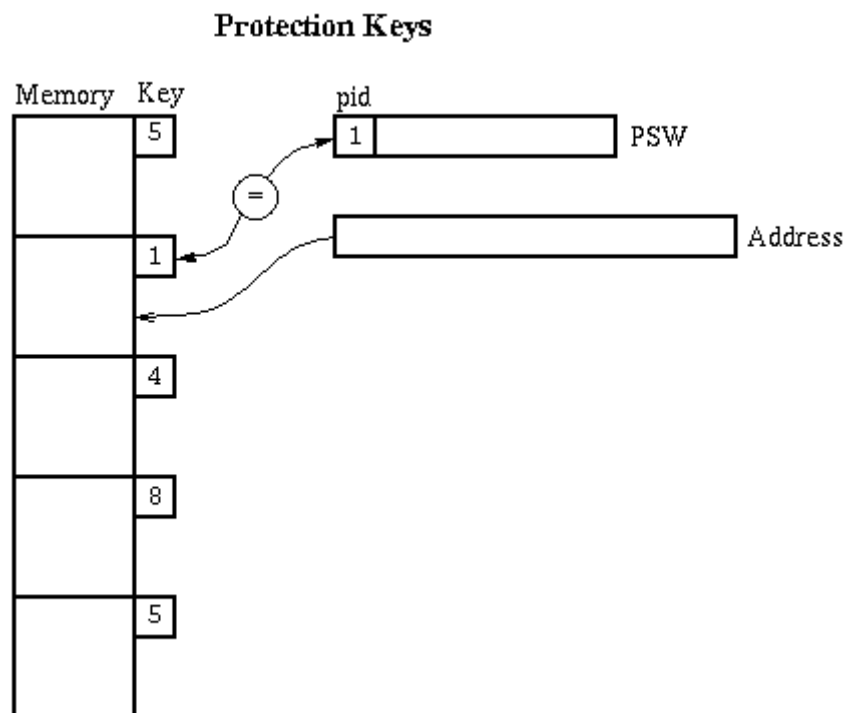 Protection Keys
Memory Key pid
5 1 PSW
=
1 Address
4
8
5